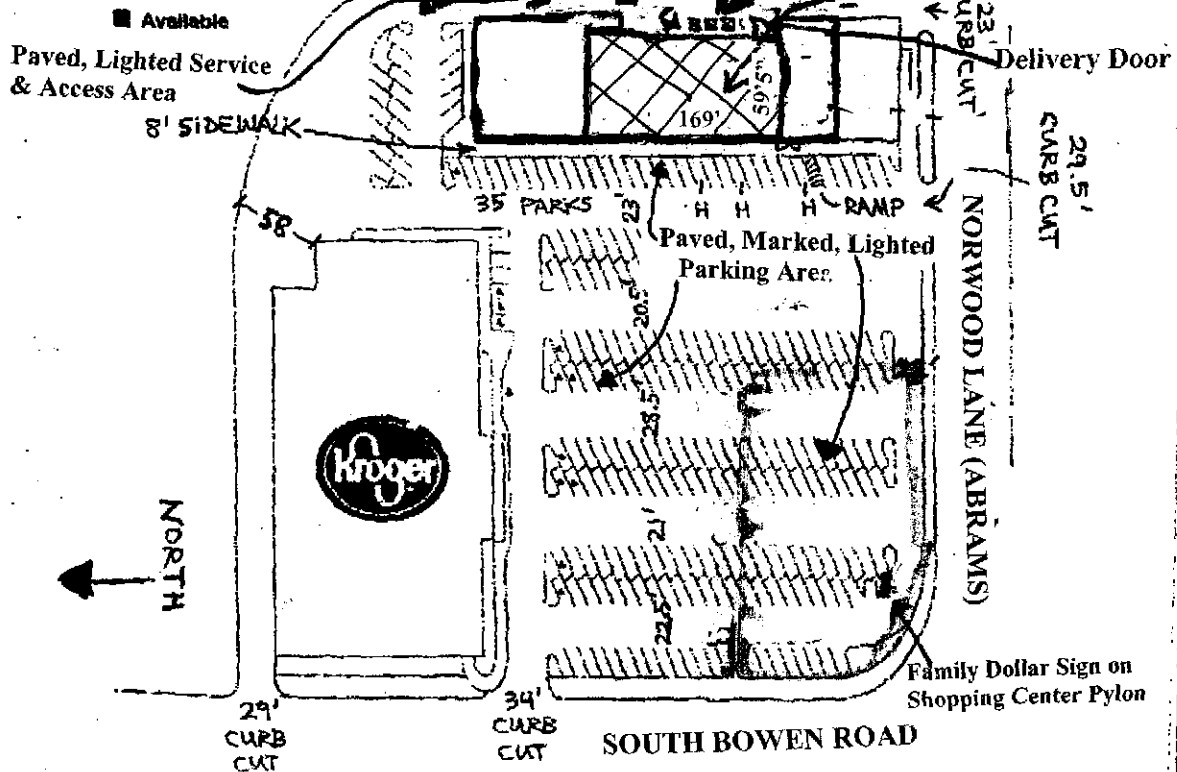 Available
Paved, Lighted Service
& Access Area
8' SIDEWALK
169'
59'5"
23'
CURB CUT
Delivery Door
29.5'
CURB CUT
35 PARKS
23'
H
H
H
RAMP
58
Paved, Marked, Lighted
Parking Area
20.5'
28.5'
21'
22.5'
Kroger
NORTH
NORWOOD LANE (ABRAMS)
Family Dollar Sign on
Shopping Center Pylon
29'
CURB
CUT
34'
CURB
CUT
SOUTH BOWEN ROAD